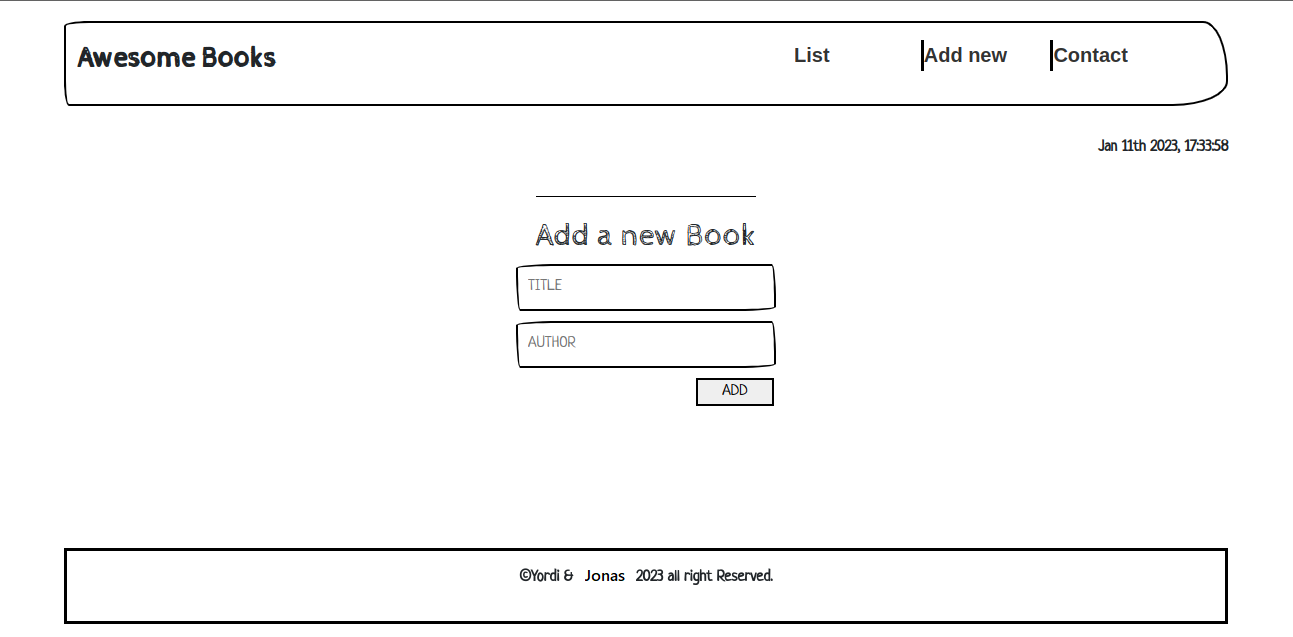 Awesome Books
List
Add new
Contact
Jan 11th 2023, 17:33:58
Add a new Book
TITLE
AUTHOR
ADD
©Yordi & Jonas 2023 all right Reserved.